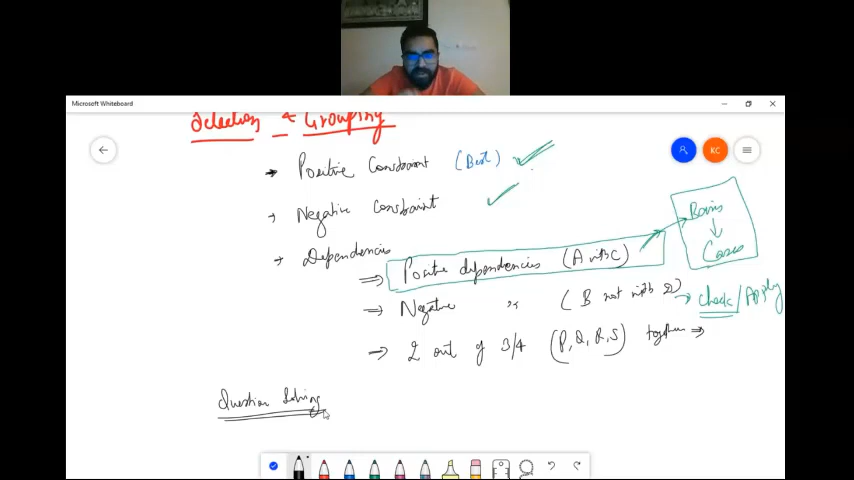 Microsoft Whiteboard
Selection & Grouping
→ Positive Constraint (Best)
→ Negative Constraint
→ Dependencies
⇒ Positive dependencies (A with C)
Basis
↓
Cases
⇒ Negative " ( B not with Q) → Check/Apply
⇒ 2 out of 3/4 (P, Q, R, S) together ⇒
Question Solving
KC